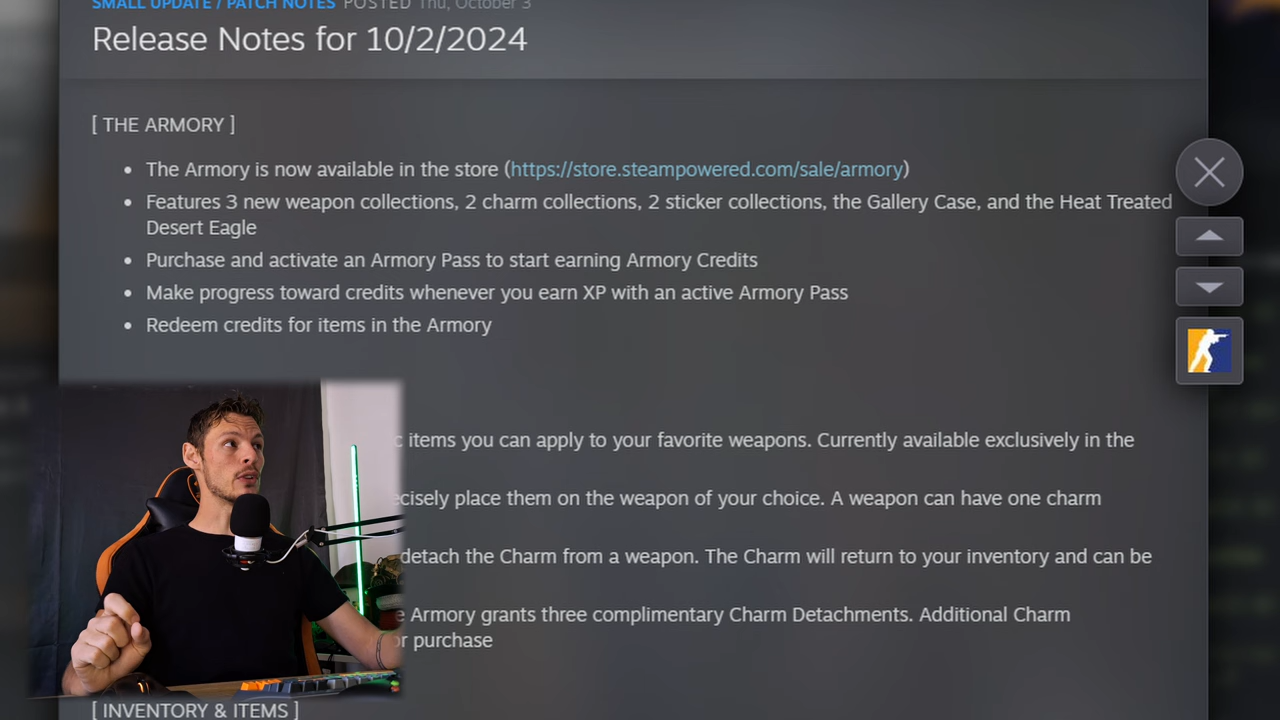 SMALL UPDATE / PATCH NOTES POSTED Thu, October 3
Release Notes for 10/2/2024
[ THE ARMORY ]
• The Armory is now available in the store (https://store.steampowered.com/sale/armory)
• Features 3 new weapon collections, 2 charm collections, 2 sticker collections, the Gallery Case, and the Heat Treated
Desert Eagle
• Purchase and activate an Armory Pass to start earning Armory Credits
• Make progress toward credits whenever you earn XP with an active Armory Pass
• Redeem credits for items in the Armory
items you can apply to your favorite weapons. Currently available exclusively in the
place them on the weapon of your choice. A weapon can have one charm
detach the Charm from a weapon. The Charm will return to your inventory and can be
Armory grants three complimentary Charm Detachments. Additional Charm
purchase
[ INVENTORY & ITEMS ]